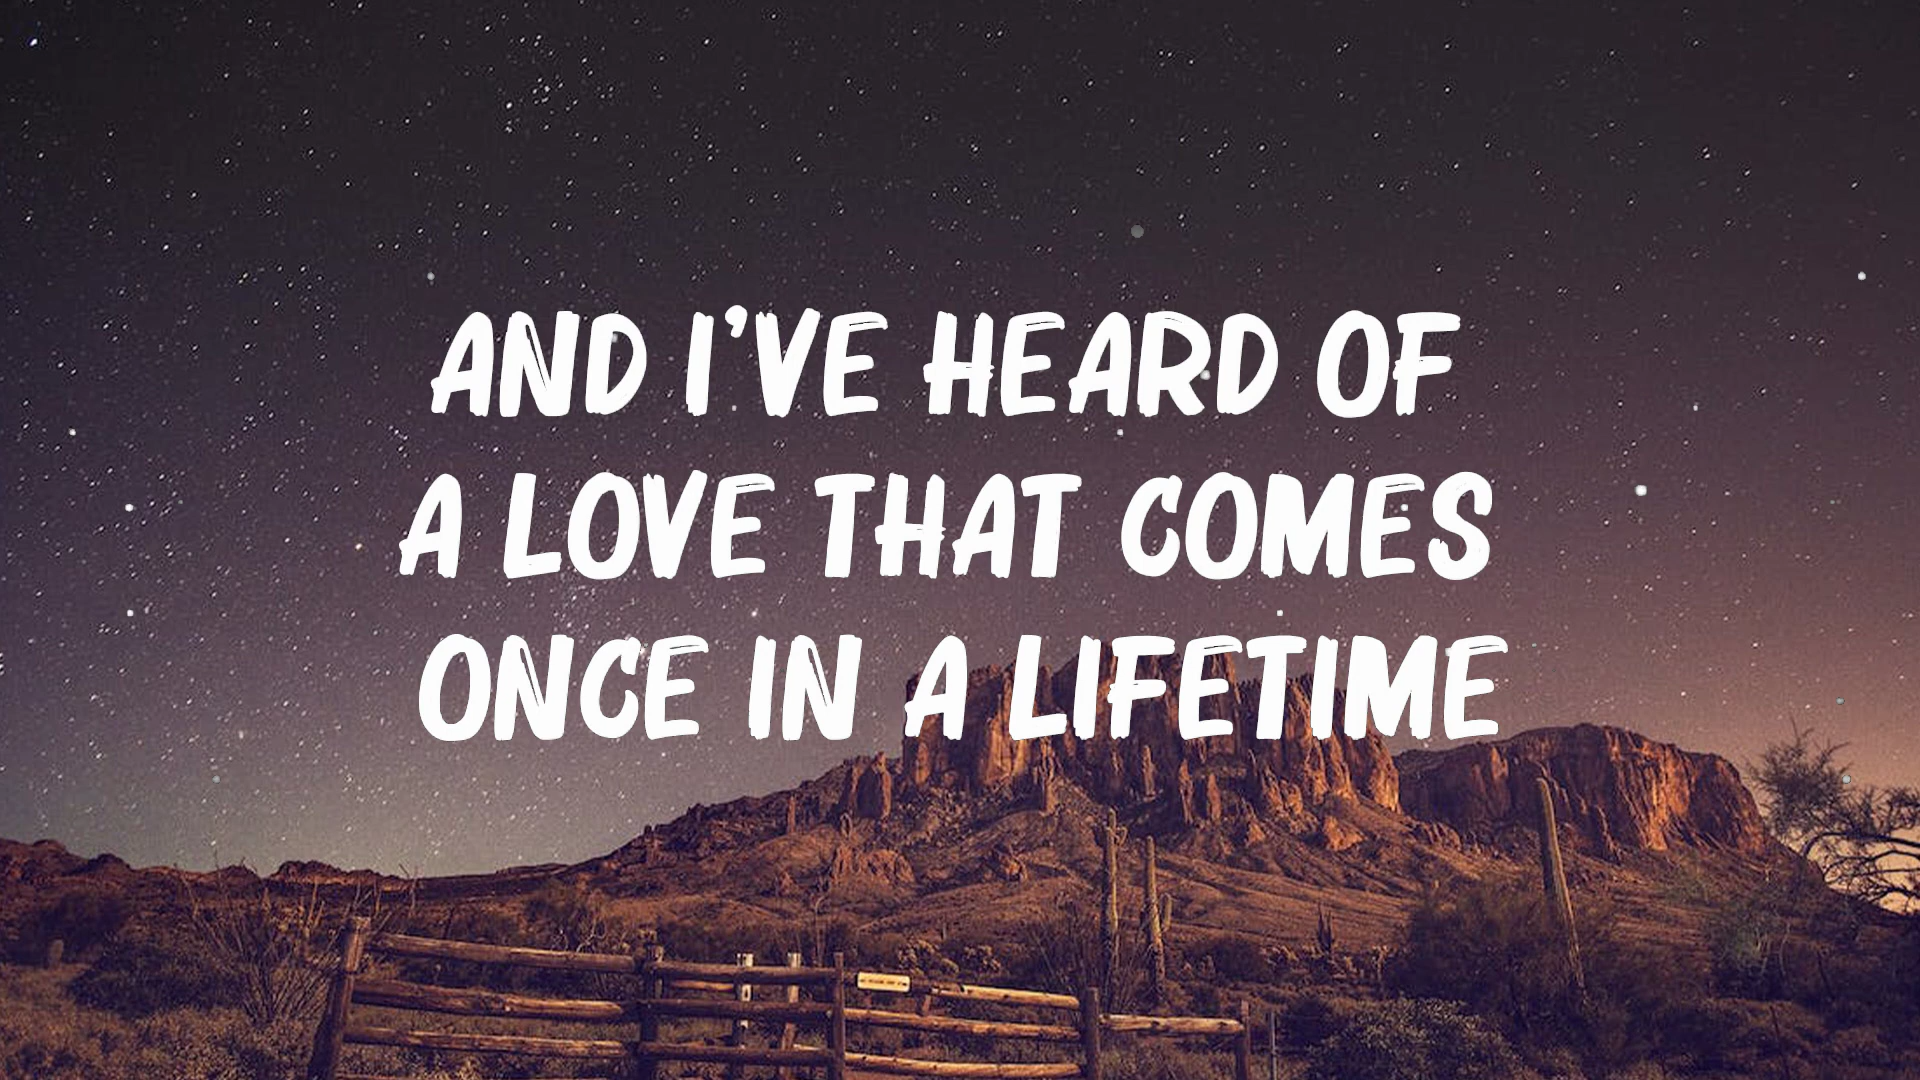 AND I'VE HEARD OF
A LOVE THAT COMES
ONCE IN A LIFETIME